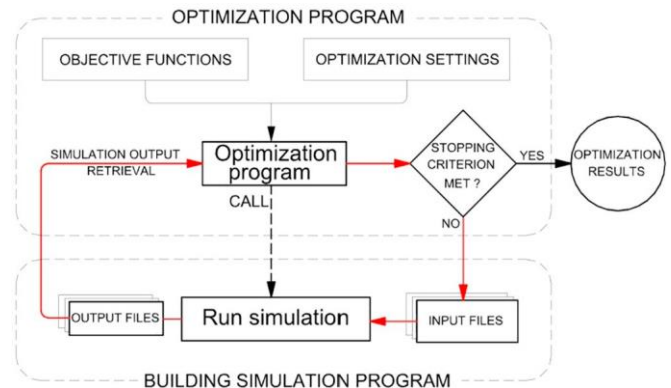 OPTIMIZATION PROGRAM
OBJECTIVE FUNCTIONS
OPTIMIZATION SETTINGS
SIMULATION OUTPUT
RETRIEVAL
Optimization
program
STOPPING
CRITERION
MET ?
YES
OPTIMIZATION
RESULTS
CALL
NO
OUTPUT FILES
Run simulation
INPUT FILES
BUILDING SIMULATION PROGRAM